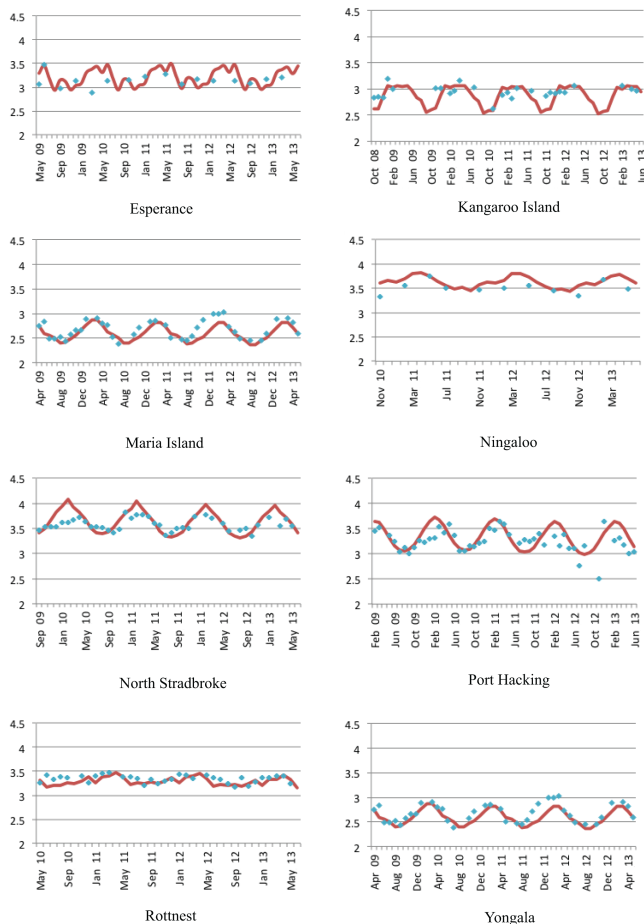 4.5
4
3.5
3
2.5
2
May 09
Sep 09
Jan 10
May 10
Sep 10
Jan 11
May 11
Sep 11
Jan 12
May 12
Sep 12
Jan 13
May 13
Esperance
4.5
4
3.5
3
2.5
2
Oct 08
Feb 09
Jun 09
Oct 09
Feb 10
Jun 10
Oct 10
Feb 11
Jun 11
Oct 11
Feb 12
Jun 12
Oct 12
Feb 13
Jun 13
Kangaroo Island
4.5
4
3.5
3
2.5
2
Apr 09
Aug 09
Dec 09
Apr 10
Aug 10
Dec 10
Apr 11
Aug 11
Dec 11
Apr 12
Aug 12
Dec 12
Apr 13
Maria Island
4.5
4
3.5
3
2.5
2
Nov 10
Mar 11
Jul 11
Nov 11
Mar 12
Jul 12
Nov 12
Mar 13
Ningaloo
4.5
4
3.5
3
2.5
2
Sep 09
Jan 10
May 10
Sep 10
Jan 11
May 11
Sep 11
Jan 11
May 12
Sep 12
Jan 13
May 13
North Stradbroke
4.5
4
3.5
3
2.5
2
Feb 09
Jun 09
Oct 09
Feb 10
Jun 10
Oct 10
Feb 11
Jun 11
Oct 11
Feb 12
Jun 12
Oct 12
Feb 13
Jun 13
Port Hacking
4.5
4
3.5
3
2.5
2
May 10
Sep 10
Jan 11
May 11
Sep 11
Jan 12
May 12
Sep 12
Jan 13
May 13
Rottnest
4.5
4
3.5
3
2.5
2
Apr 09
Aug 09
Dec 09
Apr 10
Aug 10
Dec 10
Apr 11
Aug 11
Dec 11
Apr 12
Aug 12
Dec 12
Apr 13
Yongala